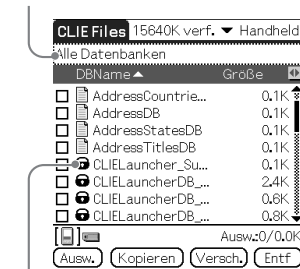 CLIE Files 15640K verf. ▼ Handheld
Alle Datenbanken
DBName ▲ Größe
AddressCountrie... 0.1K
AddressDB 0.1K
AddressStatesDB 0.1K
AddressTitlesDB 0.1K
CLIELauncher_Su... 0.1K
CLIELauncherDB_... 2.4K
CLIELauncherDB_... 0.6K
CLIELauncherDB_... 0.8K
Ausw.:0/0.0K
Ausw. Kopieren Versch. Entf